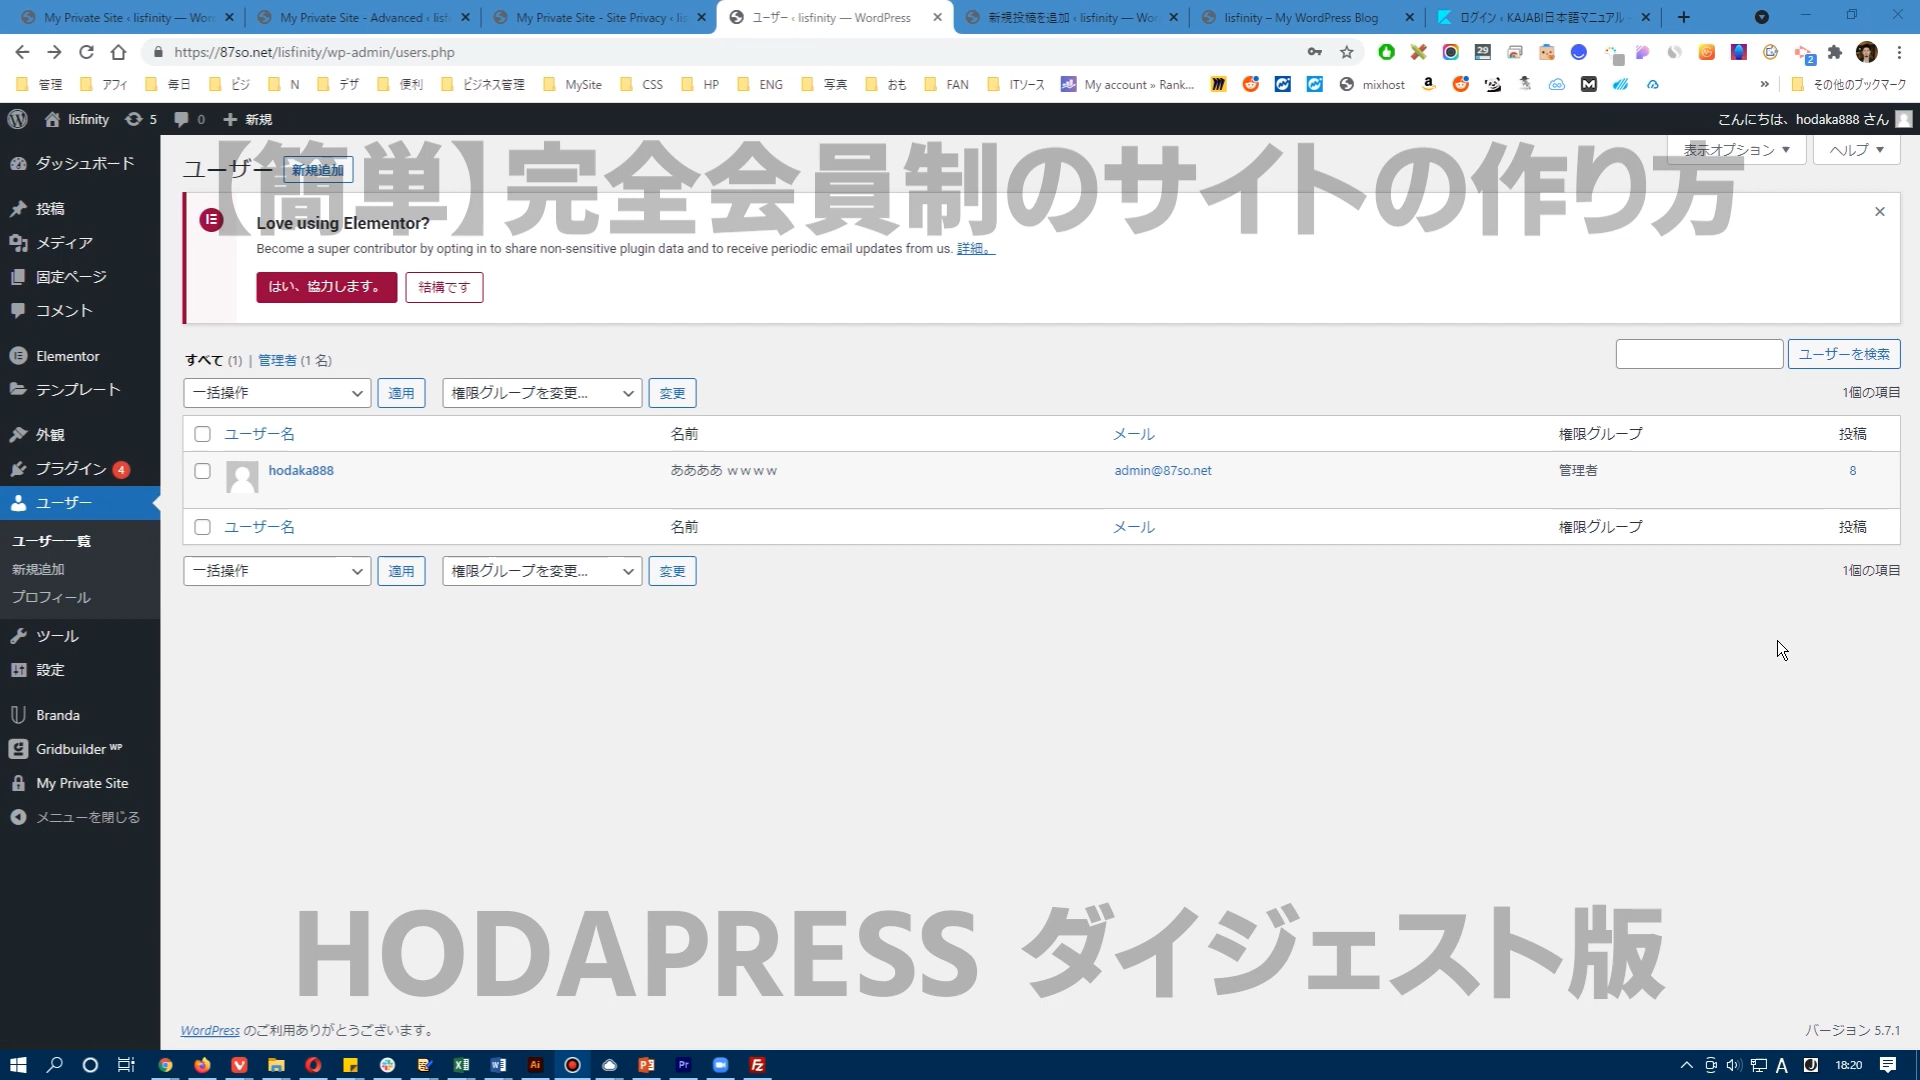 My Private Site ‹ lisfinity — Wor
My Private Site - Advanced ‹ lisf
My Private Site - Site Privacy ‹ lis
ユーザー ‹ lisfinity — WordPress
新規投稿を追加 ‹ lisfinity — Wo
lisfinity – My WordPress Blog
ログイン ‹ KAJABI日本語マニュアル
https://87so.net/lisfinity/wp-admin/users.php
管理
アフィ
毎日
ビジ
N
デザ
便利
ビジネス管理
MySite
CSS
HP
ENG
写真
おも
FAN
ITソース
My account » Rank...
mixhost
»
その他のブックマーク
lisfinity
5
0
新規
こんにちは、hodaka888 さん
ダッシュボード
投稿
メディア
固定ページ
コメント
Elementor
テンプレート
外観
プラグイン 4
ユーザー
ユーザー一覧
新規追加
プロフィール
ツール
設定
Branda
Gridbuilder WP
My Private Site
メニューを閉じる
ユーザー
新規追加
表示オプション
ヘルプ
【簡単】完全会員制のサイトの作り方
Love using Elementor?
Become a super contributor by opting in to share non-sensitive plugin data and to receive periodic email updates from us. 詳細。
はい、協力します。
結構です
すべて (1) | 管理者 (1 名)
ユーザーを検索
一括操作
適用
権限グループを変更...
変更
1個の項目
ユーザー名 名前 メール 権限グループ 投稿
hodaka888 ああああ ｗｗｗｗ admin@87so.net 管理者 8
ユーザー名 名前 メール 権限グループ 投稿
一括操作
適用
権限グループを変更...
変更
1個の項目
HODAPRESS ダイジェスト版
WordPress のご利用ありがとうございます。
バージョン 5.7.1
A
18:20